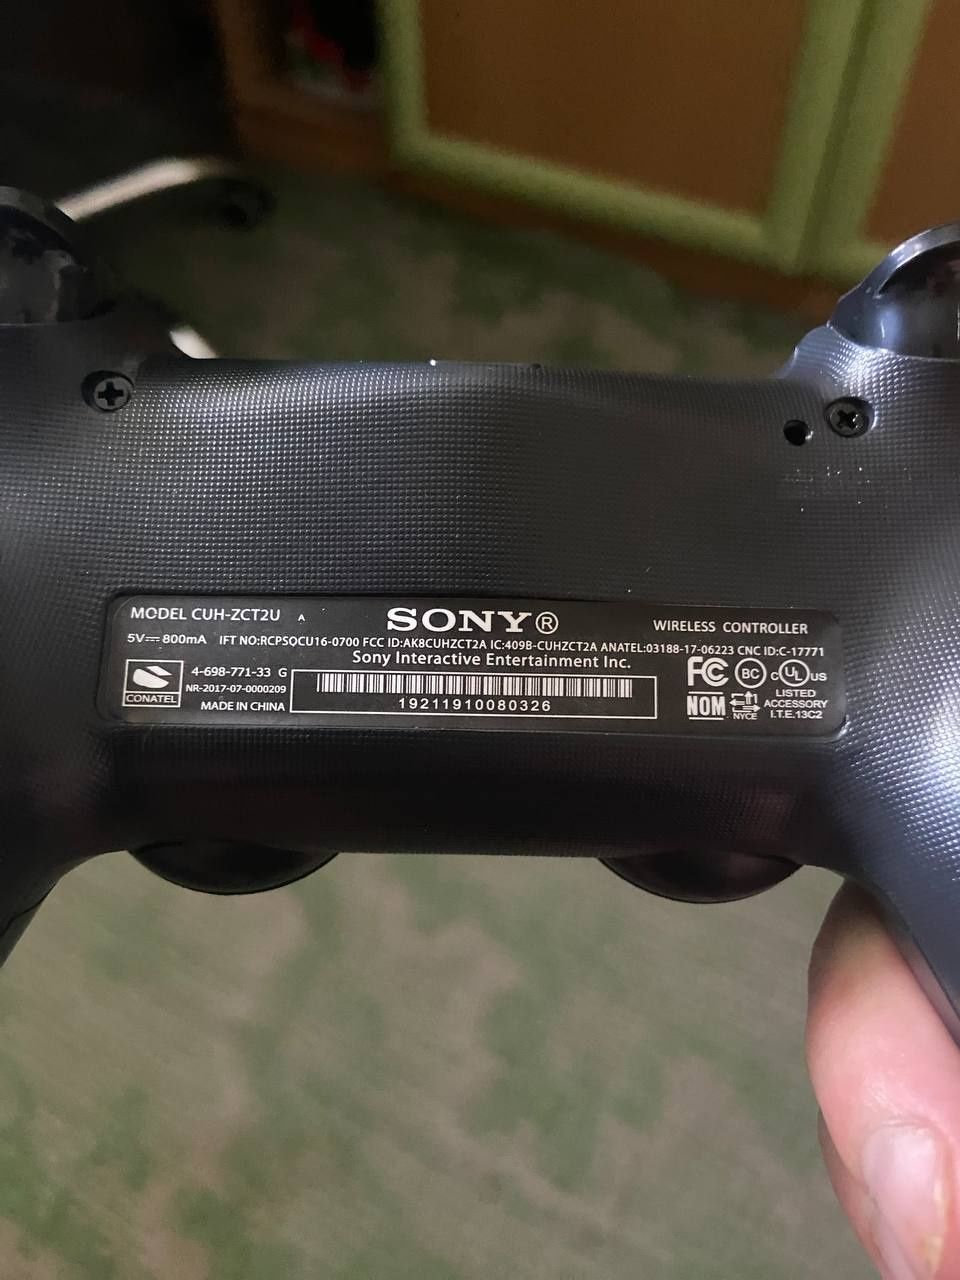 MODEL CUH-ZCT2U A SONY® WIRELESS CONTROLLER
5V⎓800mA IFT NO:RCPSOCU16-0700 FCC ID:AK8CUHZCT2A IC:409B-CUHZCT2A ANATEL:03188-17-06223 CNC ID:C-17771
Sony Interactive Entertainment Inc.
CONATEL
4-698-771-33 G
NR-2017-07-0000209
MADE IN CHINA
19211910080326
FC BC c UL us
NOM NYCE
LISTED
ACCESSORY
I.T.E.13C2